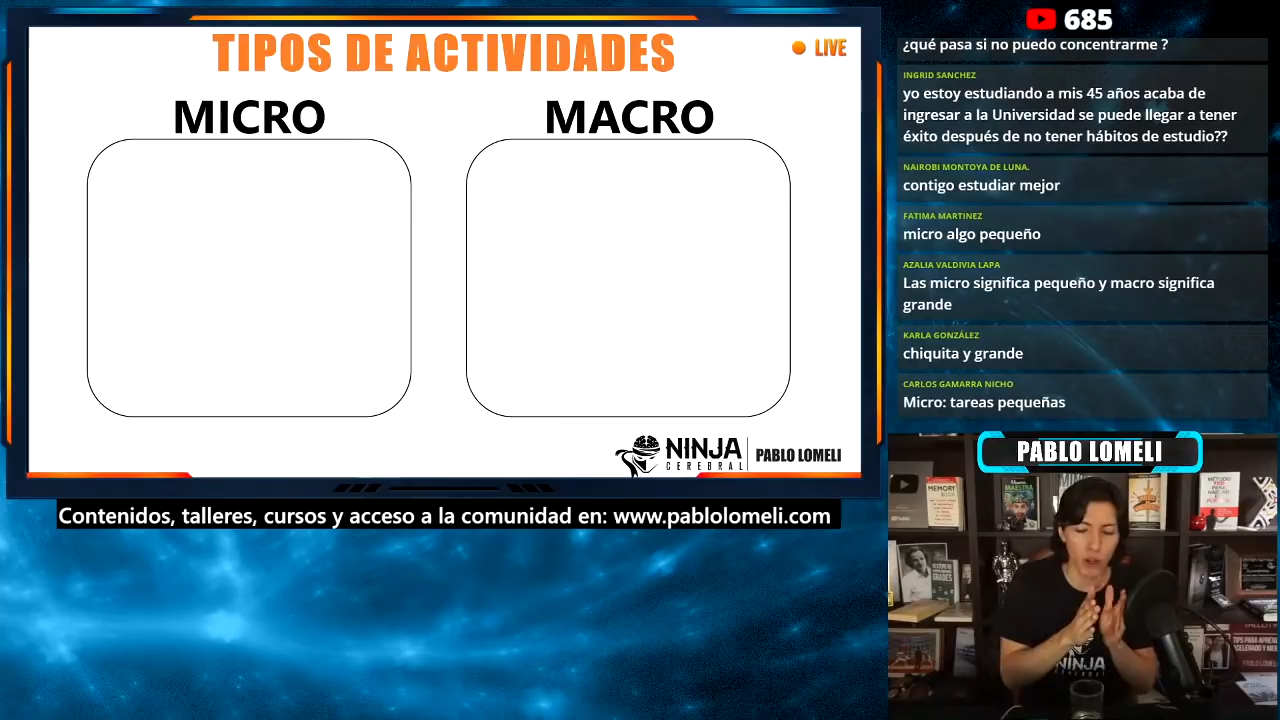 TIPOS DE ACTIVIDADES
LIVE
MICRO
MACRO
NINJA
CEREBRAL
PABLO LOMELI
Contenidos, talleres, cursos y acceso a la comunidad en: www.pablolomeli.com
685
¿qué pasa si no puedo concentrarme ?
INGRID SANCHEZ
yo estoy estudiando a mis 45 años acaba de
ingresar a la Universidad se puede llegar a tener
éxito después de no tener hábitos de estudio??
NAIROBI MONTOYA DE LUNA.
contigo estudiar mejor
FATIMA MARTINEZ
micro algo pequeño
AZALIA VALDIVIA LAPA
Las micro significa pequeño y macro significa
grande
KARLA GONZÁLEZ
chiquita y grande
CARLOS GAMARRA NICHO
Micro: tareas pequeñas
PABLO LOMELI
MEMORY
MAESTRA
GRADES
NINJA